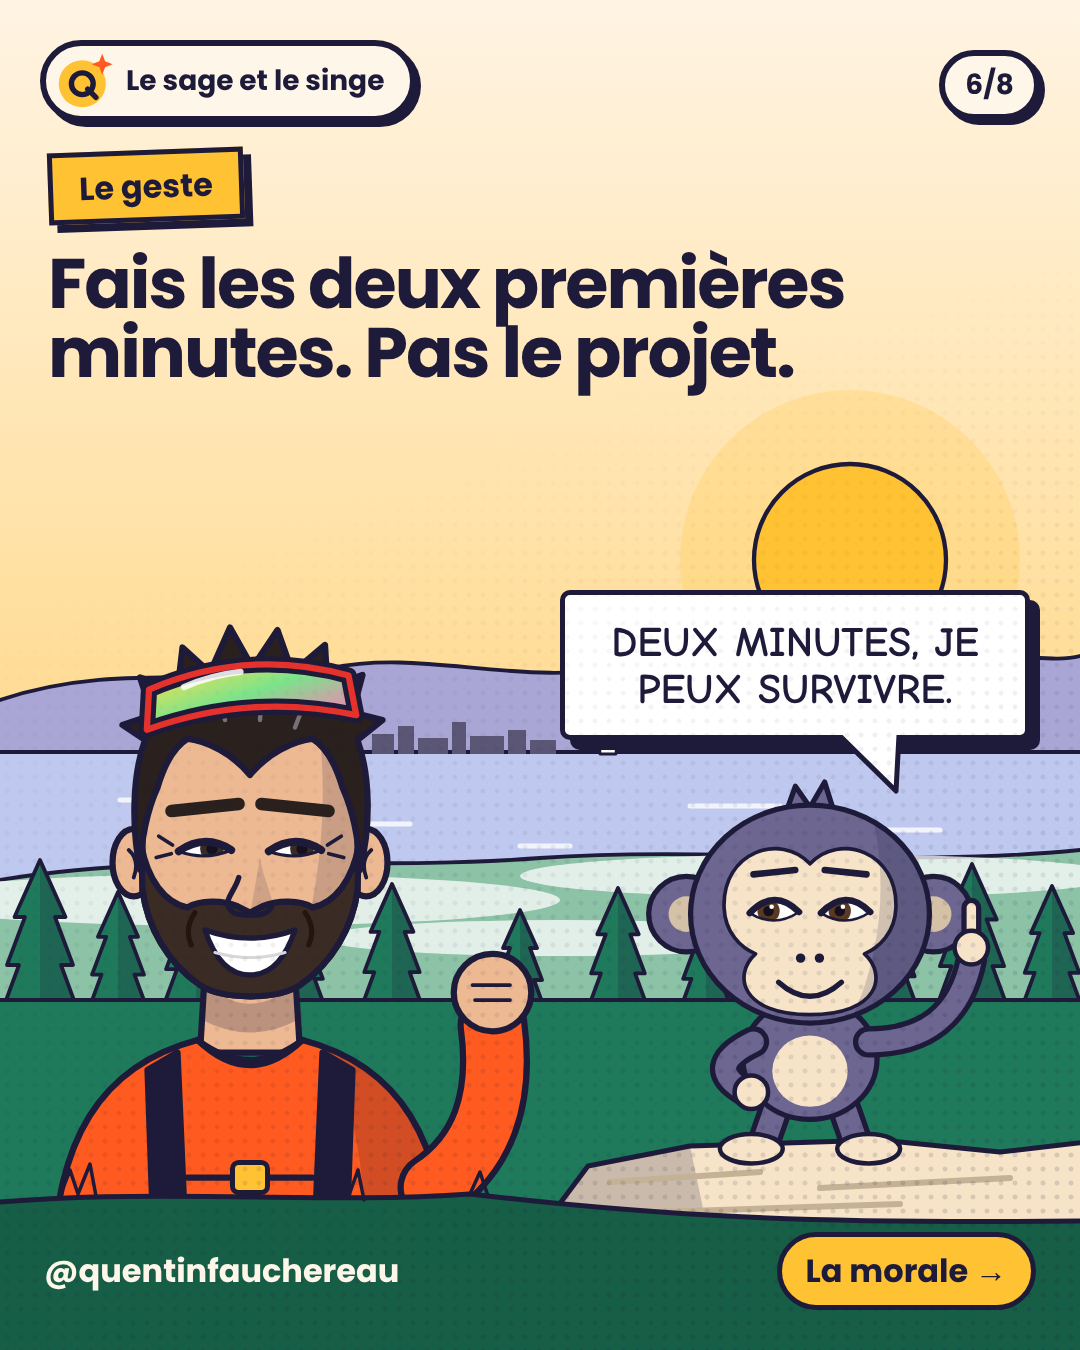 Q Le sage et le singe
6/8
Le geste
Fais les deux premières
minutes. Pas le projet.
DEUX MINUTES, JE
PEUX SURVIVRE.
@quentinfauchereau
La morale →